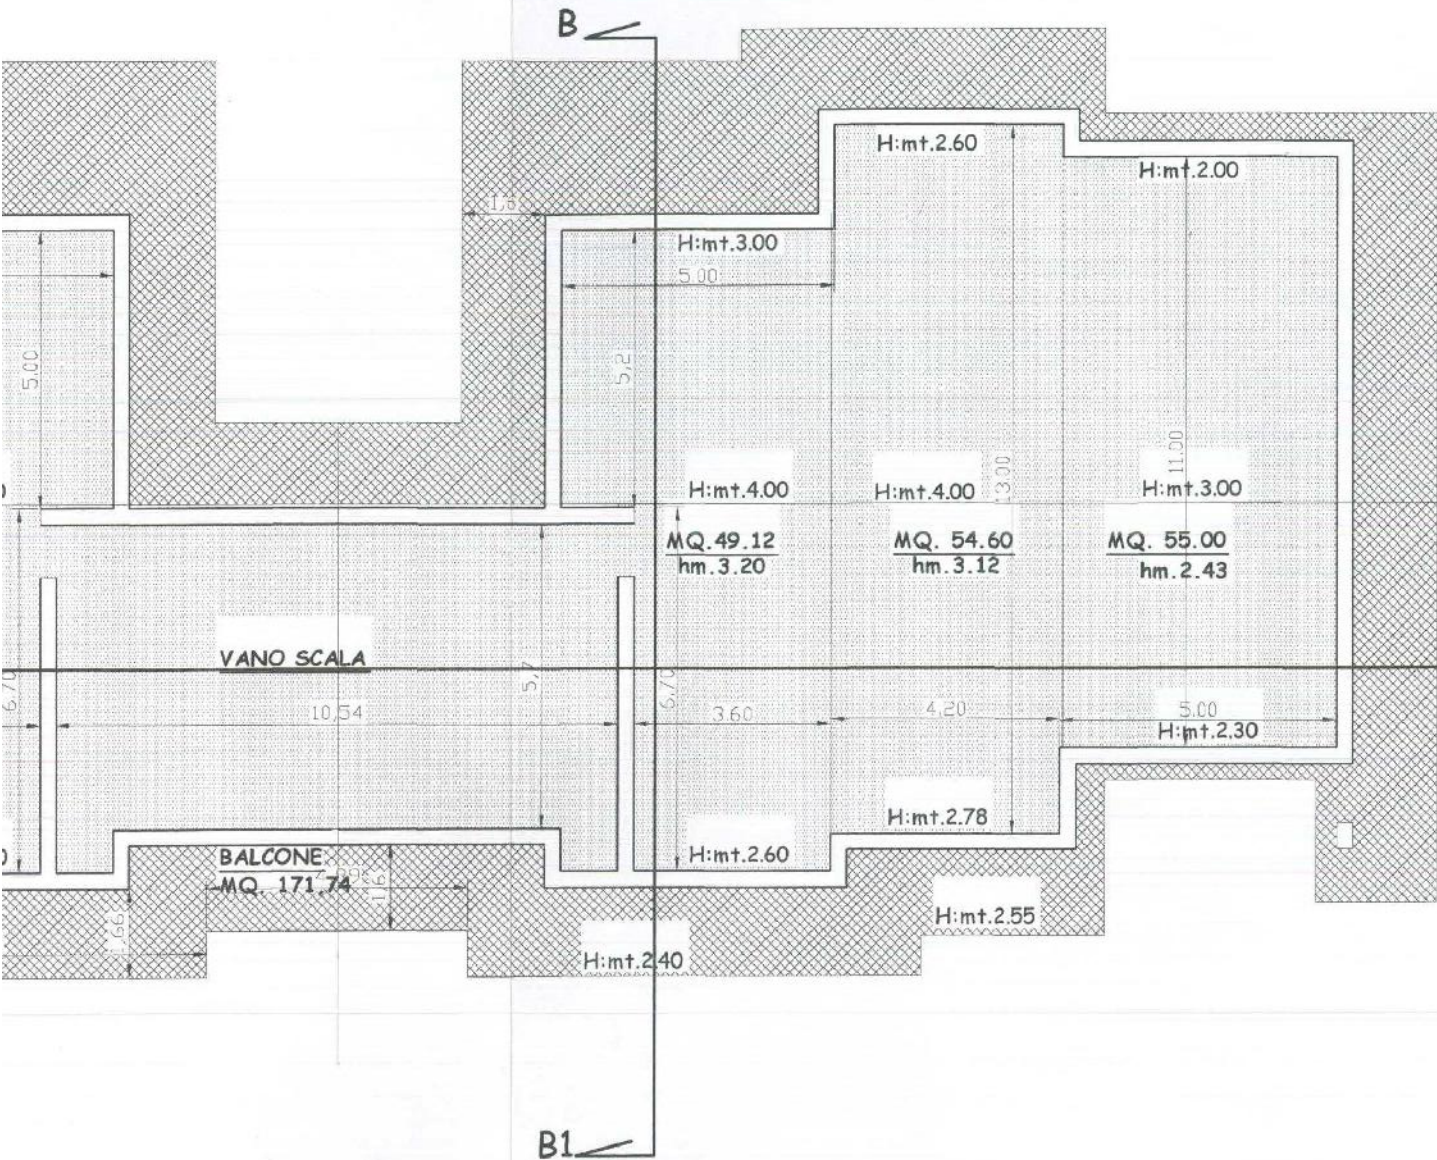 B
H:mt.2.60
H:mt.2.00
H:mt.3.00
5.00
5.00
5,2
13.00
11.00
H:mt.4.00
H:mt.4.00
H:mt.3.00
MQ.49.12
hm.3.20
MQ. 54.60
hm.3.12
MQ. 55.00
hm.2.43
VANO SCALA
5,7
6,70
6,70
10,54
3.60
4,20
5.00
H:mt.2.30
H:mt.2.78
BALCONE
MQ. 171,74
H:mt.2.60
1.66
H:mt.2.55
H:mt.2.40
B1